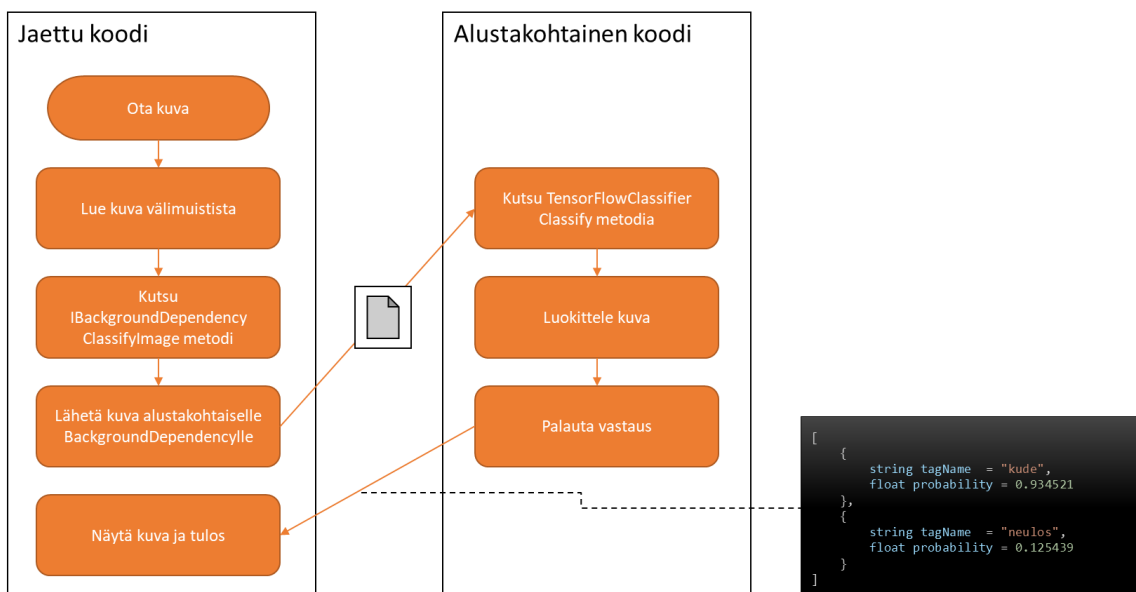 Jaettu koodi
Ota kuva
Lue kuva välimuistista
Kutsu
IBackgroundDependency
ClassifyImage metodi
Lähetä kuva alustakohtaiselle
BackgroundDependencylle
Näytä kuva ja tulos
Alustakohtainen koodi
Kutsu TensorFlowClassifier
Classify metodia
Luokittele kuva
Palauta vastaus
[
{
string tagName = "kude",
float probability = 0.934521
},
{
string tagName = "neulos",
float probability = 0.125439
}
]